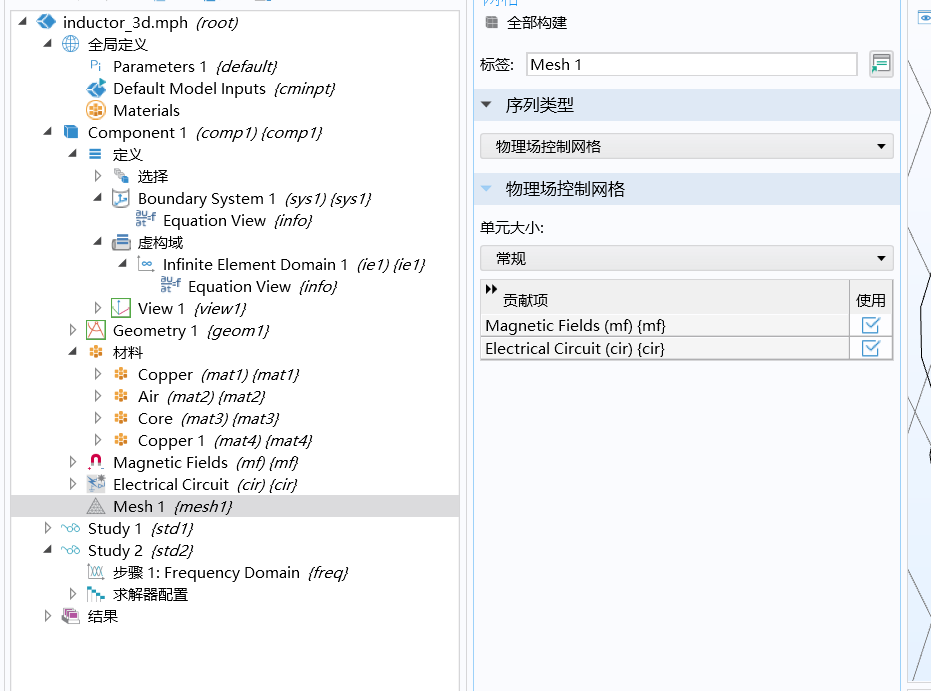 inductor_3d.mph (root)
全局定义
Pi Parameters 1 {default}
Default Model Inputs {cminpt}
Materials
Component 1 (comp1) {comp1}
定义
选择
Boundary System 1 (sys1) {sys1}
Equation View {info}
虚构域
Infinite Element Domain 1 (ie1) {ie1}
Equation View {info}
View 1 {view1}
Geometry 1 {geom1}
材料
Copper (mat1) {mat1}
Air (mat2) {mat2}
Core (mat3) {mat3}
Copper 1 (mat4) {mat4}
Magnetic Fields (mf) {mf}
Electrical Circuit (cir) {cir}
Mesh 1 {mesh1}
Study 1 {std1}
Study 2 {std2}
步骤 1: Frequency Domain {freq}
求解器配置
结果
全部构建
标签: Mesh 1
序列类型
物理场控制网格
物理场控制网格
单元大小:
常规
贡献项 使用
Magnetic Fields (mf) {mf}
Electrical Circuit (cir) {cir}